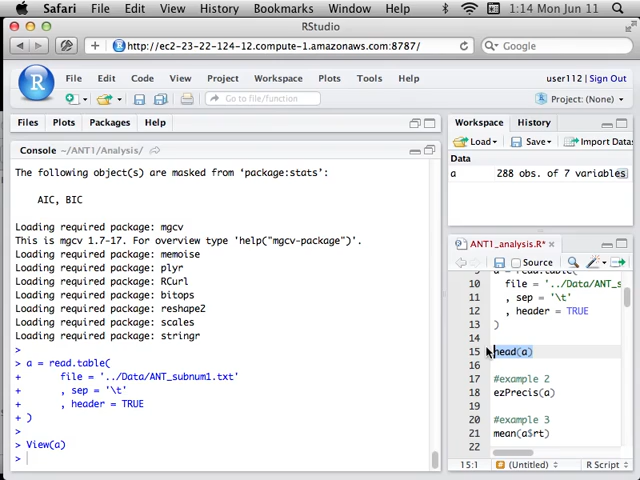 Safari File Edit View History Bookmarks Window Help 1:14 Mon Jun 11
RStudio
http://ec2-23-22-124-12.compute-1.amazonaws.com:8787/ Google
R File Edit Code View Project Workspace Plots Tools Help user112 | Sign Out
Go to file/function Project: (None)
Files Plots Packages Help
Console ~/ANT1/Analysis/
The following object(s) are masked from 'package:stats':
AIC, BIC
Loading required package: mgcv
This is mgcv 1.7-17. For overview type 'help("mgcv-package")'.
Loading required package: memoise
Loading required package: plyr
Loading required package: RCurl
Loading required package: bitops
Loading required package: reshape2
Loading required package: scales
Loading required package: stringr
>
> a = read.table(
+ file = '../Data/ANT_subnum1.txt'
+ , sep = '\t'
+ , header = TRUE
+ )
>
> View(a)
>
Workspace History
Load Save Import Data
Data
a 288 obs. of 7 variables
ANT1_analysis.R*
Source
9 a = read.table(
10 file = '../Data/ANT_s
11 , sep = '\t'
12 , header = TRUE
13 )
14
15 head(a)
16
17 #example 2
18 ezPrecis(a)
19
20 #example 3
21 mean(a$rt)
22
15:1 (Untitled) R Script